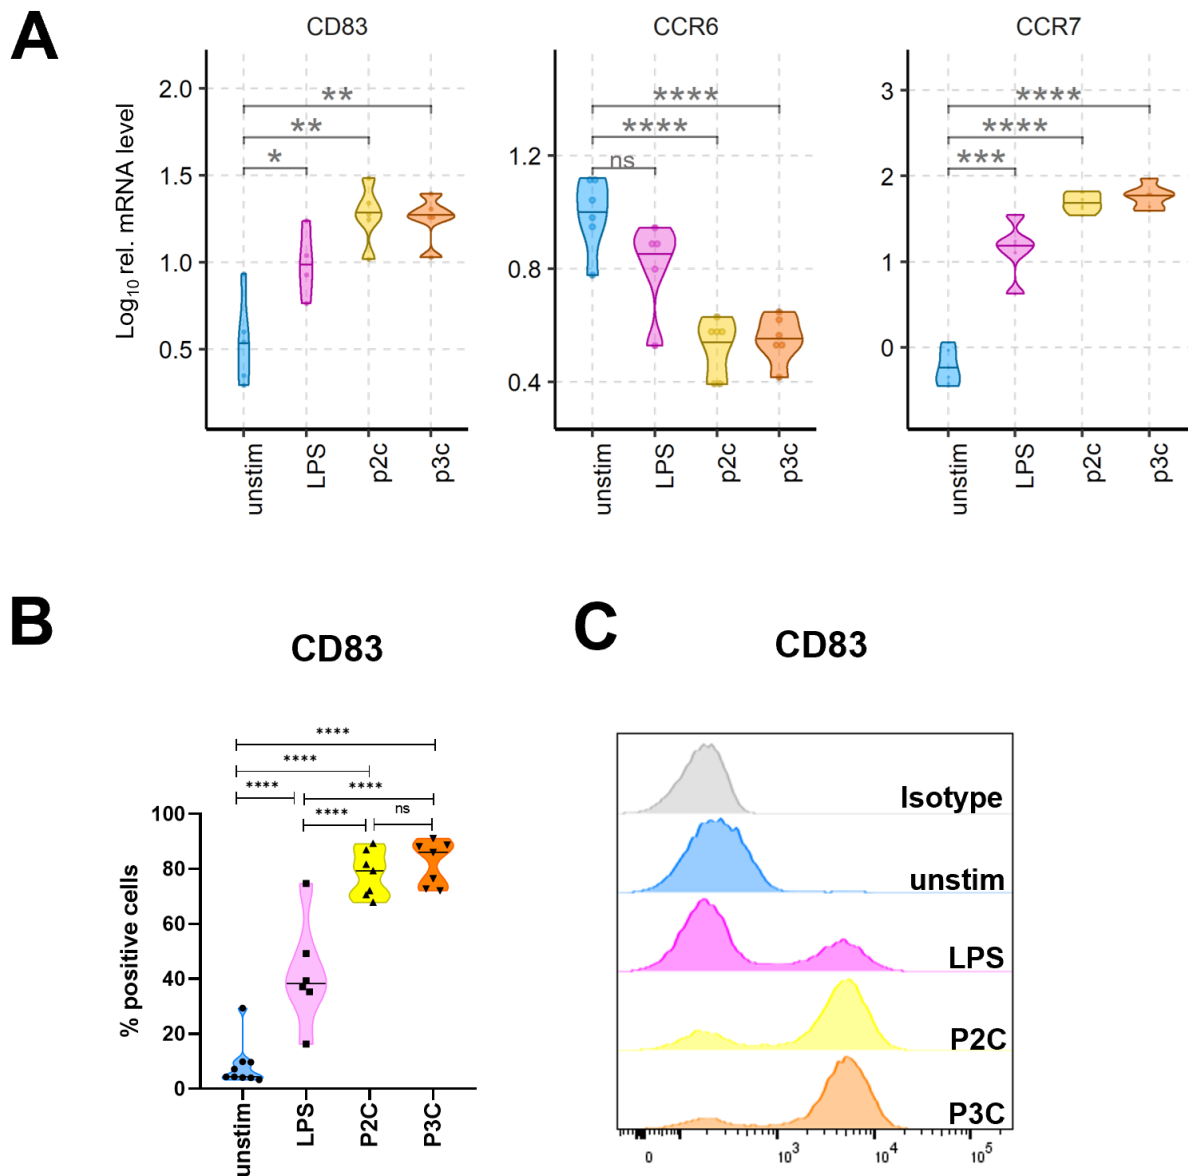 A
CD83 CCR6 CCR7
Log10 rel. mRNA level
2.0
1.5
1.0
0.5
** ** *
unstim LPS p2c p3c
1.2
0.8
0.4
**** **** ns
unstim LPS p2c p3c
3
2
1
0
**** **** ***
unstim LPS p2c p3c
B
CD83
% positive cells
100
80
60
40
20
0
****
****
**** ****
**** ns
unstim LPS P2C P3C
C
CD83
Isotype
unstim
LPS
P2C
P3C
0 10^3 10^4 10^5